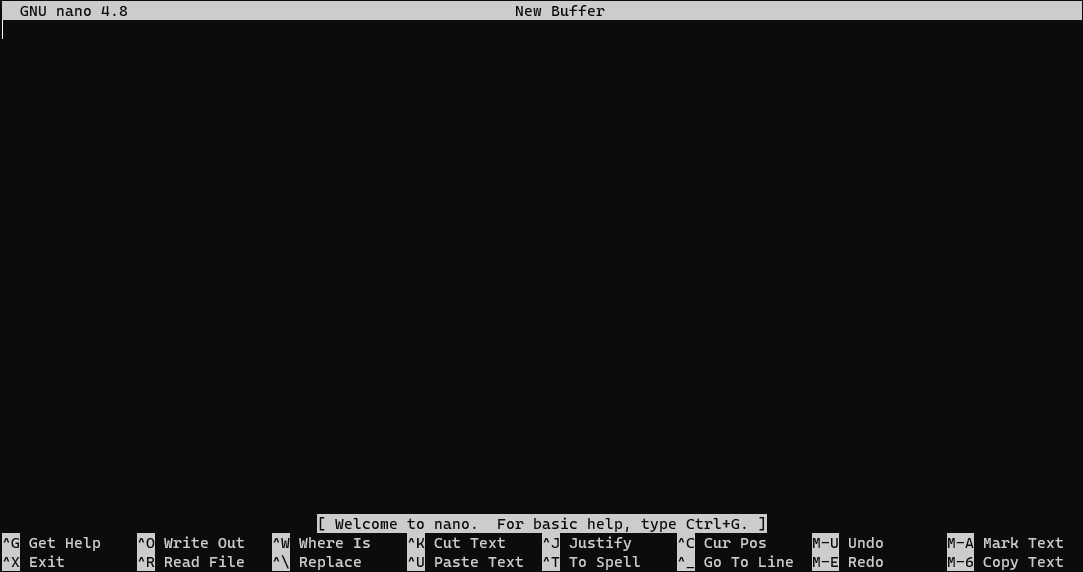 GNU nano 4.8 New Buffer
[ Welcome to nano.  For basic help, type Ctrl+G. ]
^G Get Help ^O Write Out ^W Where Is ^K Cut Text ^J Justify ^C Cur Pos M-U Undo M-A Mark Text
^X Exit ^R Read File ^\ Replace ^U Paste Text ^T To Spell ^_ Go To Line M-E Redo M-6 Copy Text